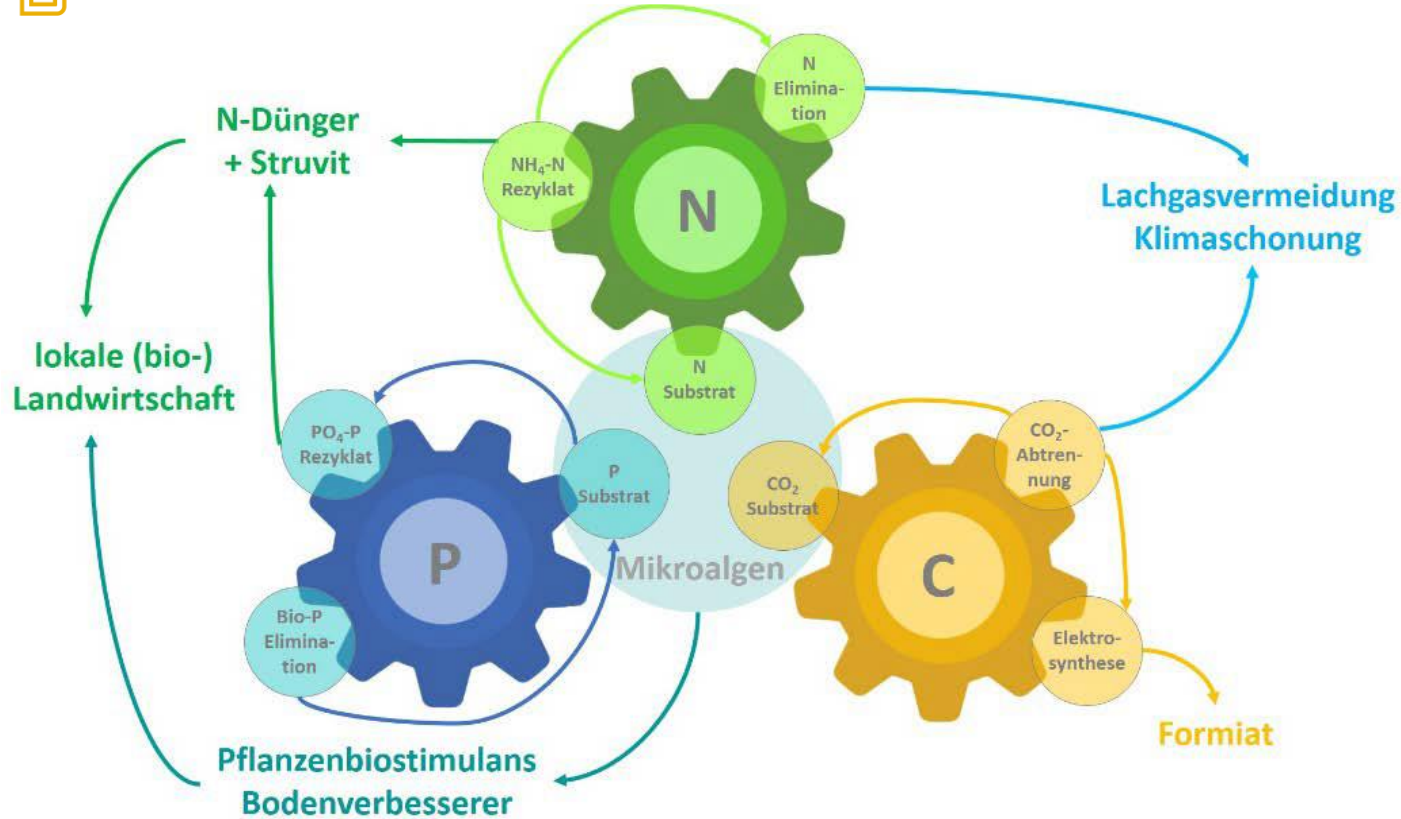 N
Elimina-
tion
N-Dünger
+ Struvit
NH₄-N
Rezyklat
N
Lachgasvermeidung
Klimaschonung
lokale (bio-)
Landwirtschaft
N
Substrat
PO₄-P
Rezyklat
P
Substrat
CO₂
Substrat
CO₂-
Abtren-
nung
P
Mikroalgen
C
Bio-P
Elimina-
tion
Elektro-
synthese
Formiat
Pflanzenbiostimulans
Bodenverbesserer